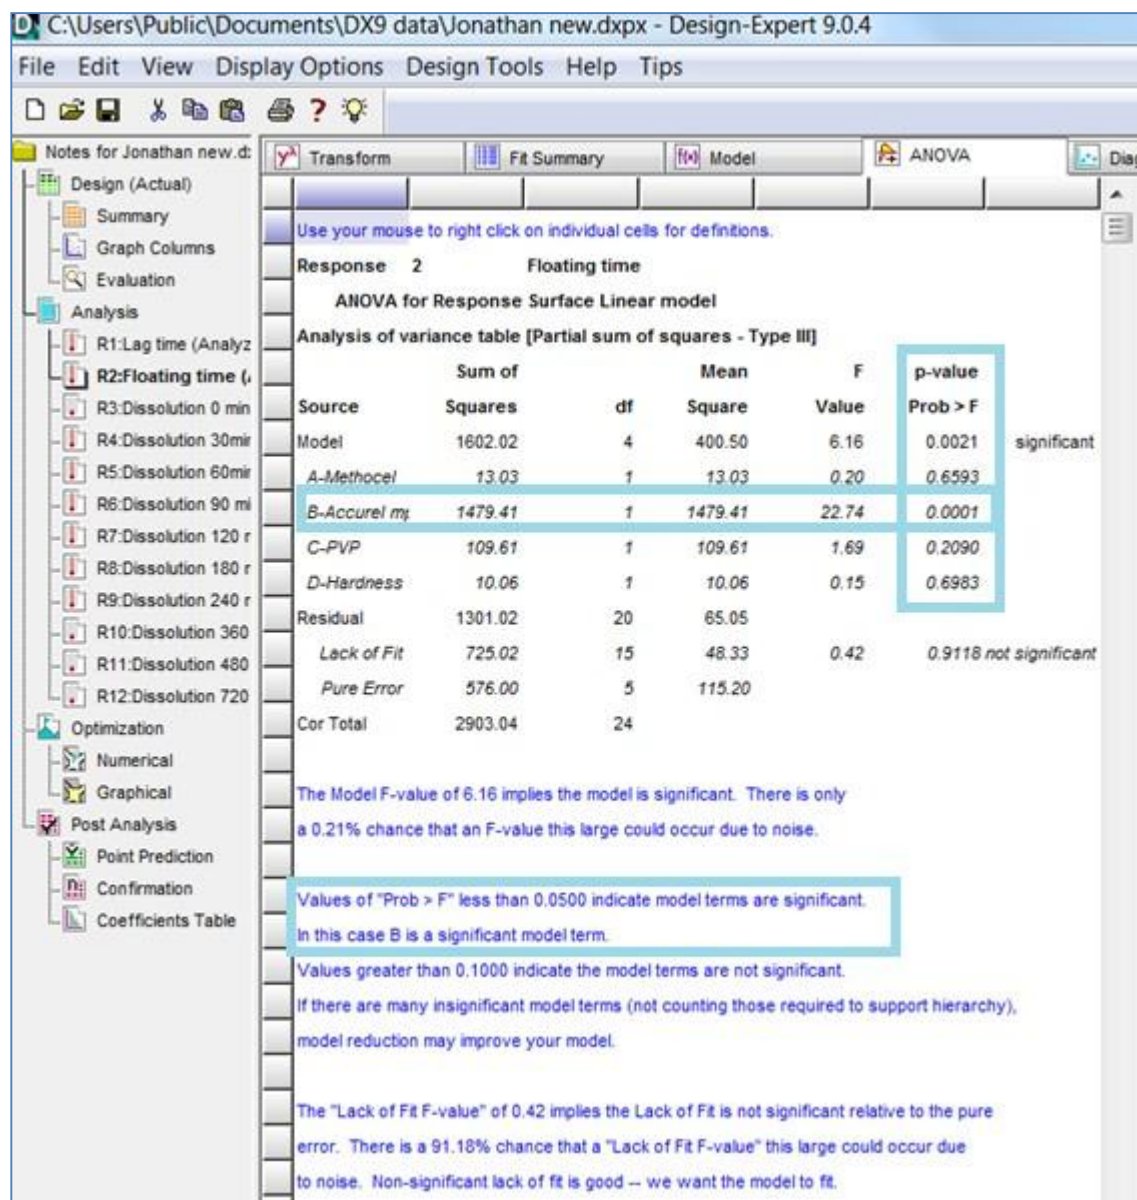 C:\Users\Public\Documents\DX9 data\Jonathan new.dxpx - Design-Expert 9.0.4
File Edit View Display Options Design Tools Help Tips
Notes for Jonathan new.d:
Design (Actual)
Summary
Graph Columns
Evaluation
Analysis
R1:Lag time (Analyz
R2:Floating time (
R3:Dissolution 0 min
R4:Dissolution 30mir
R5:Dissolution 60mir
R6:Dissolution 90 mi
R7:Dissolution 120 r
R8:Dissolution 180 r
R9:Dissolution 240 r
R10:Dissolution 360
R11:Dissolution 480
R12:Dissolution 720
Optimization
Numerical
Graphical
Post Analysis
Point Prediction
Confirmation
Coefficients Table
Transform Fit Summary f(x) Model ANOVA Diag
Use your mouse to right click on individual cells for definitions.
Response 2 Floating time
ANOVA for Response Surface Linear model
Analysis of variance table [Partial sum of squares - Type III]
Sum of Mean F p-value
Source Squares df Square Value Prob > F
Model 1602.02 4 400.50 6.16 0.0021 significant
A-Methocel 13.03 1 13.03 0.20 0.6593
B-Accurel mp 1479.41 1 1479.41 22.74 0.0001
C-PVP 109.61 1 109.61 1.69 0.2090
D-Hardness 10.06 1 10.06 0.15 0.6983
Residual 1301.02 20 65.05
Lack of Fit 725.02 15 48.33 0.42 0.9118 not significant
Pure Error 576.00 5 115.20
Cor Total 2903.04 24
The Model F-value of 6.16 implies the model is significant. There is only
a 0.21% chance that an F-value this large could occur due to noise.
Values of "Prob > F" less than 0.0500 indicate model terms are significant.
In this case B is a significant model term.
Values greater than 0.1000 indicate the model terms are not significant.
If there are many insignificant model terms (not counting those required to support hierarchy),
model reduction may improve your model.
The "Lack of Fit F-value" of 0.42 implies the Lack of Fit is not significant relative to the pure
error. There is a 91.18% chance that a "Lack of Fit F-value" this large could occur due
to noise. Non-significant lack of fit is good -- we want the model to fit.